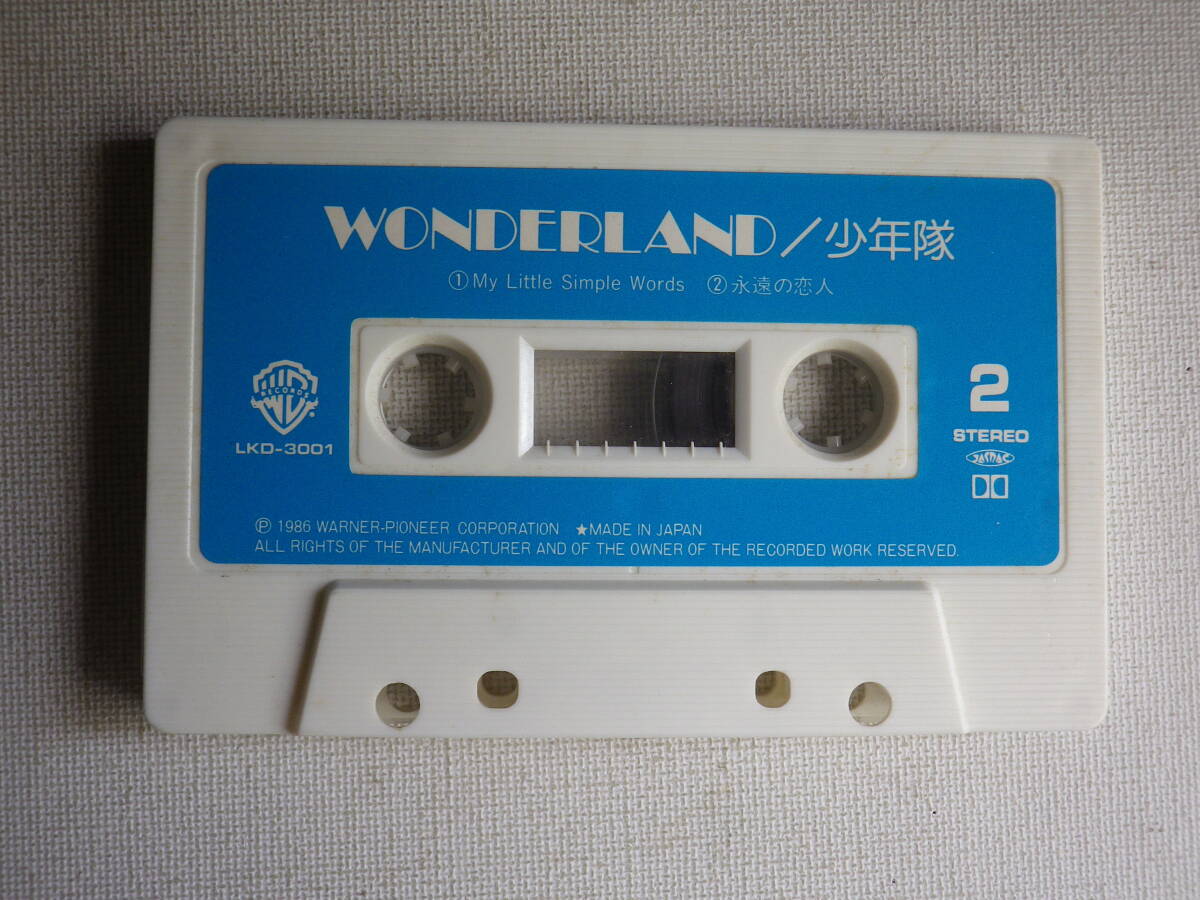 WONDERLAND/少年隊
①My Little Simple Words ②永遠の恋人
WB
RECORDS
LKD-3001
2
STEREO
Ⓟ 1986 WARNER-PIONEER CORPORATION ★MADE IN JAPAN
ALL RIGHTS OF THE MANUFACTURER AND OF THE OWNER OF THE RECORDED WORK RESERVED.